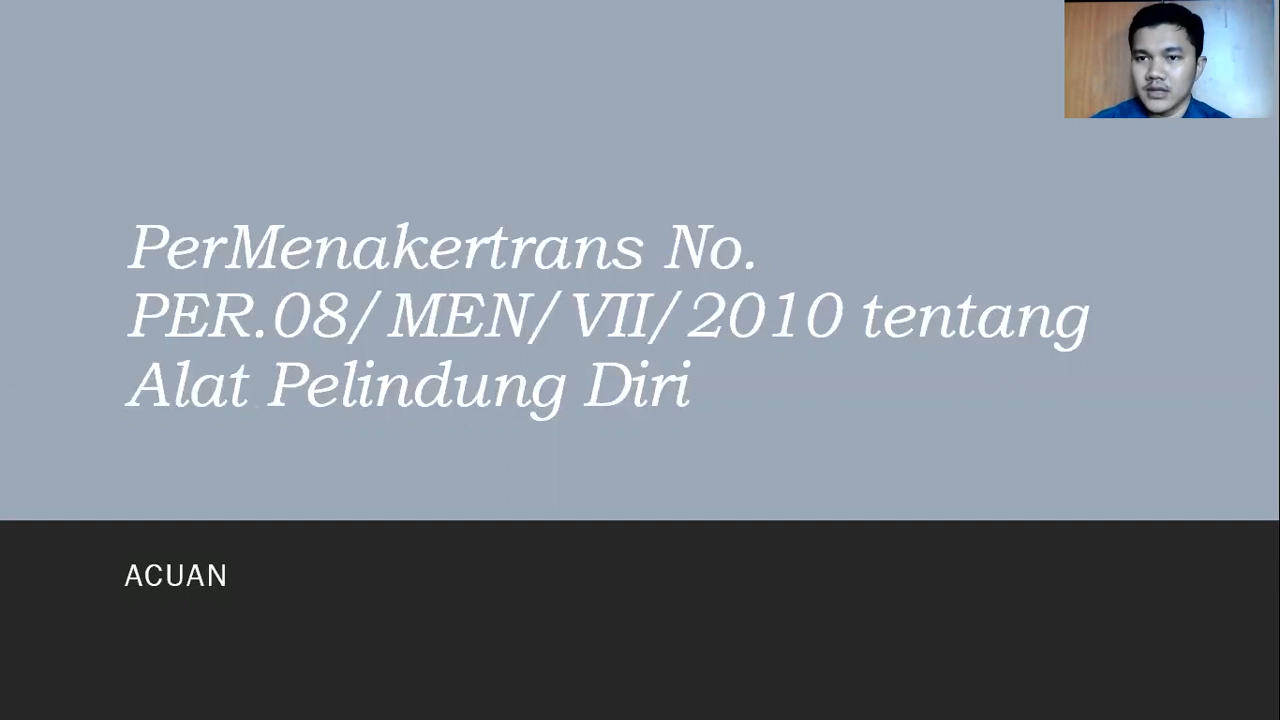 PerMenakertrans No.
PER.08/MEN/VII/2010 tentang
Alat Pelindung Diri
ACUAN